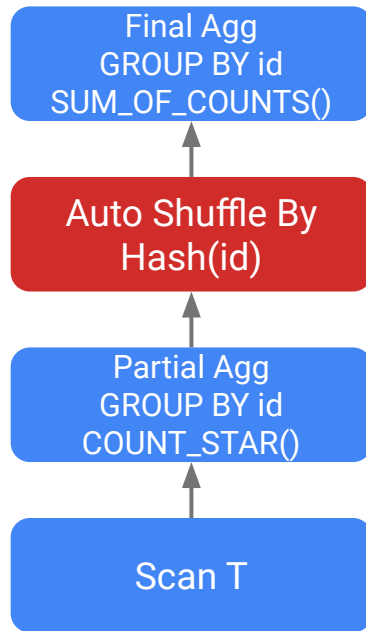 Final Agg
GROUP BY id
SUM_OF_COUNTS()
Auto Shuffle By
Hash(id)
Partial Agg
GROUP BY id
COUNT_STAR()
Scan T